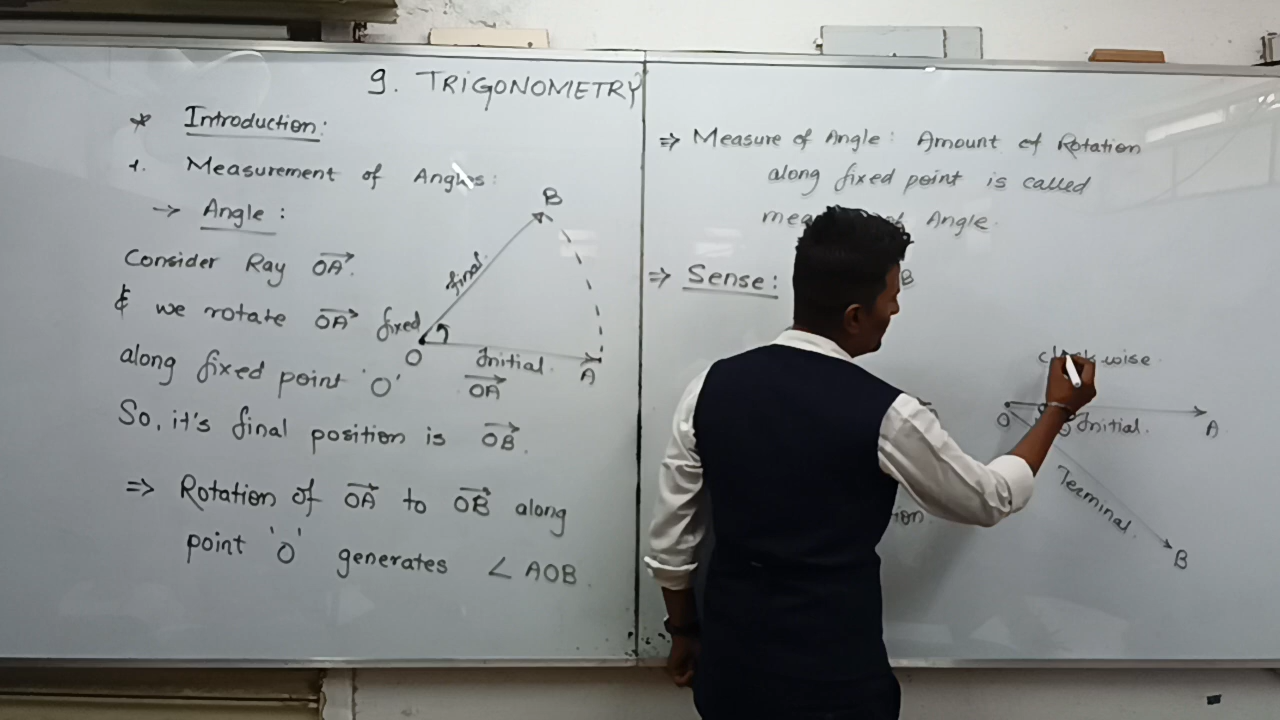 9. TRIGONOMETRY
* Introduction:
1. Measurement of Angles:
→ Angle:
Consider Ray OA.
& we rotate OA
along fixed point 'O'
So, it's final position is OB.
⇒ Rotation of OA to OB along
point 'O' generates ∠AOB.
B
final
fixed
O
Initial
A
OA
⇒ Measure of Angle: Amount of Rotation
along fixed point is called
Angle.
⇒ Sense:
B
wise
O
Initial.
A
Terminal.
B